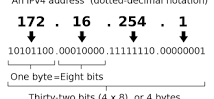 An IPv4 address (dotted-decimal notation)
172 . 16 . 254 . 1
10101100 .00010000 .11111110 .00000001
One byte=Eight bits
Thirty-two bits (4 x 8), or 4 bytes